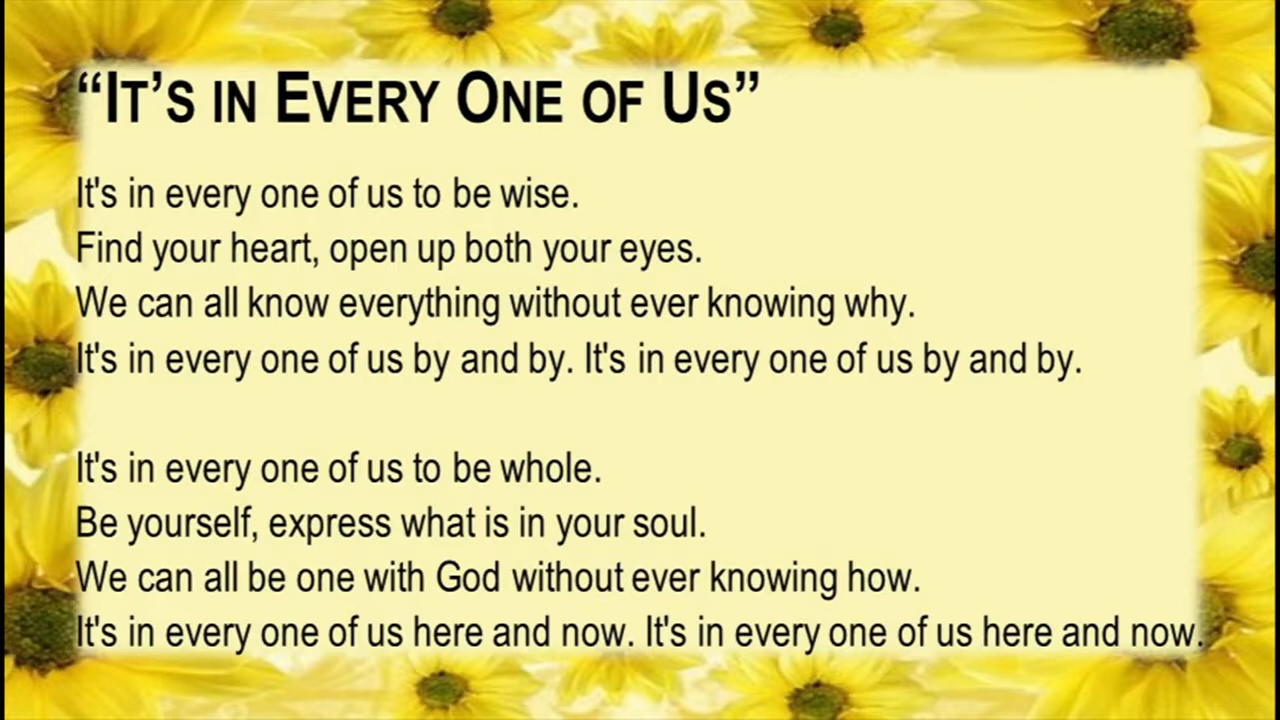 “IT’S IN EVERY ONE OF US”
It's in every one of us to be wise.
Find your heart, open up both your eyes.
We can all know everything without ever knowing why.
It's in every one of us by and by. It's in every one of us by and by.
It's in every one of us to be whole.
Be yourself, express what is in your soul.
We can all be one with God without ever knowing how.
It's in every one of us here and now. It's in every one of us here and now.